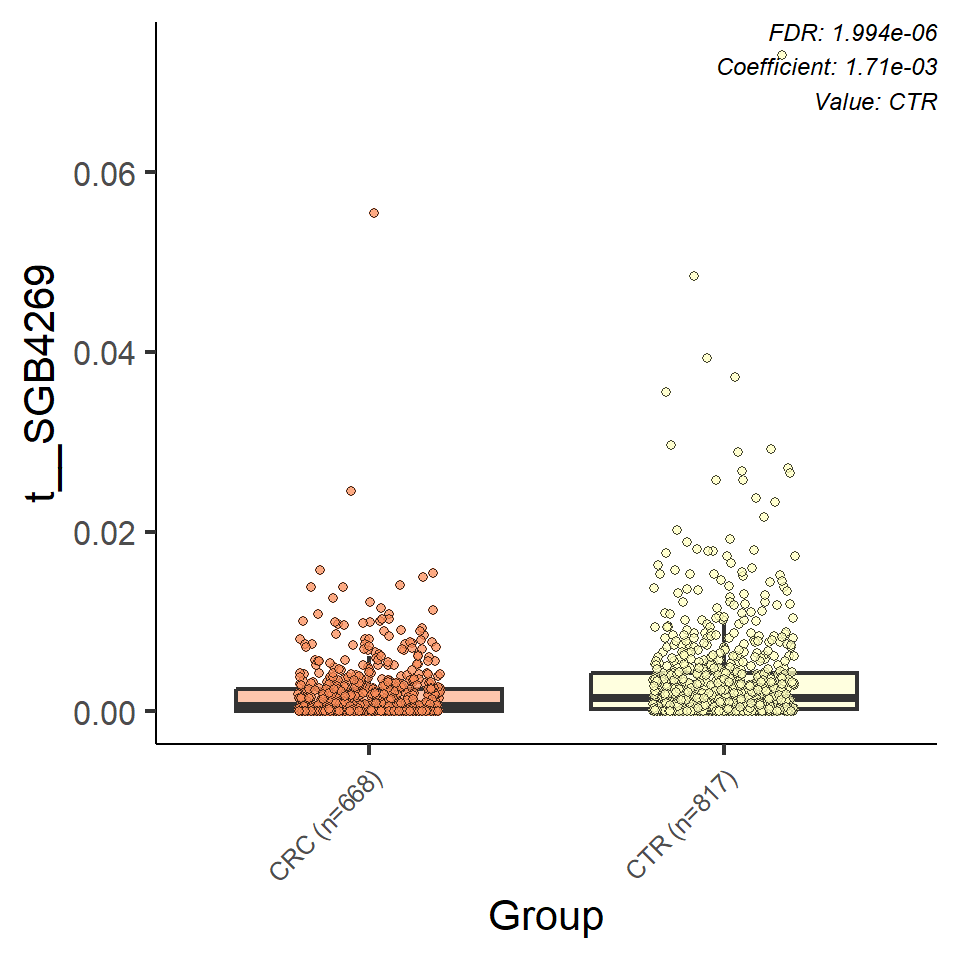 FDR: 1.994e-06
Coefficient: 1.71e-03
Value: CTR
0.06
0.04
0.02
0.00
t__SGB4269
CRC (n=668)
CTR (n=817)
Group